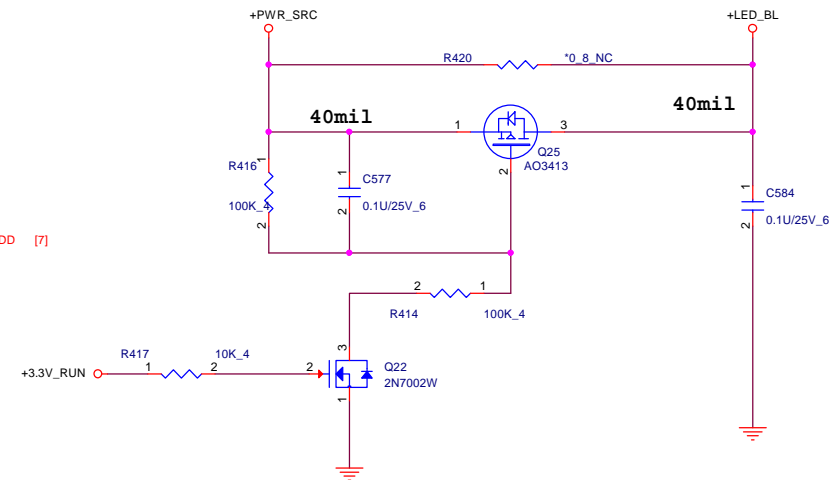 +PWR_SRC
+LED_BL
R420
*0_8_NC
40mil
40mil
1
3
Q25
AO3413
2
R416
1
100K_4
2
1
C577
2
0.1U/25V_6
1
C584
2
0.1U/25V_6
DD [7]
2
1
R414
100K_4
3
R417
10K_4
+3.3V_RUN
1
2
2
Q22
2N7002W
1